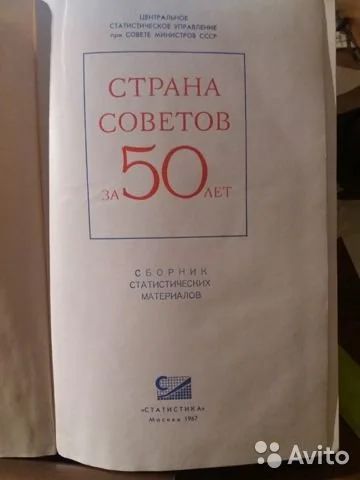 ЦЕНТРАЛЬНОЕ
СТАТИСТИЧЕСКОЕ УПРАВЛЕНИЕ
при СОВЕТЕ МИНИСТРОВ СССР
СТРАНА
СОВЕТОВ
ЗА 50 ЛЕТ
СБОРНИК
СТАТИСТИЧЕСКИХ
МАТЕРИАЛОВ
«СТАТИСТИКА»
Москва 1967
Avito